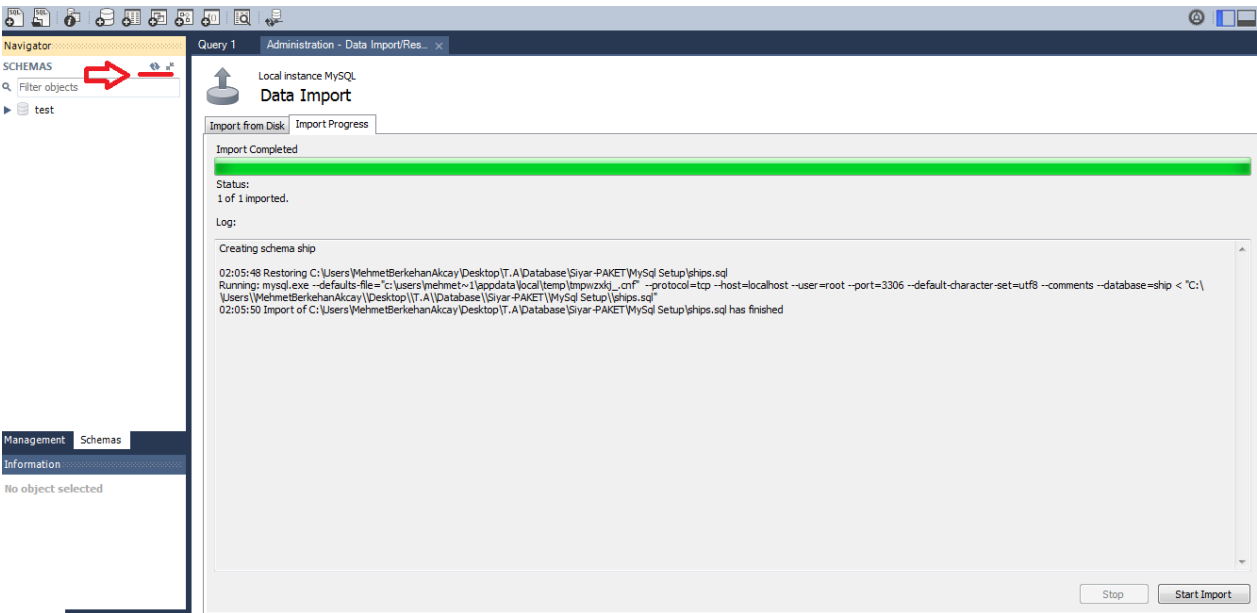 SQL SQL
Navigator
Query 1 Administration - Data Import/Res...
SCHEMAS
Filter objects
test
Local instance MySQL
Data Import
Import from Disk Import Progress
Import Completed
Status:
1 of 1 imported.
Log:
Creating schema ship
02:05:48 Restoring C:\Users\MehmetBerkehanAkcay\Desktop\T.A\Database\Siyar-PAKET\MySql Setup\ships.sql
Running: mysql.exe --defaults-file="c:\users\mehmet~1\appdata\local\temp\tmpwzxkj_.cnf" --protocol=tcp --host=localhost --user=root --port=3306 --default-character-set=utf8 --comments --database=ship < "C:\
\Users\\MehmetBerkehanAkcay\\Desktop\\T.A\\Database\\Siyar-PAKET\\MySql Setup\\ships.sql"
02:05:50 Import of C:\Users\MehmetBerkehanAkcay\Desktop\T.A\Database\Siyar-PAKET\MySql Setup\ships.sql has finished
Management Schemas
Information
No object selected
Stop Start Import